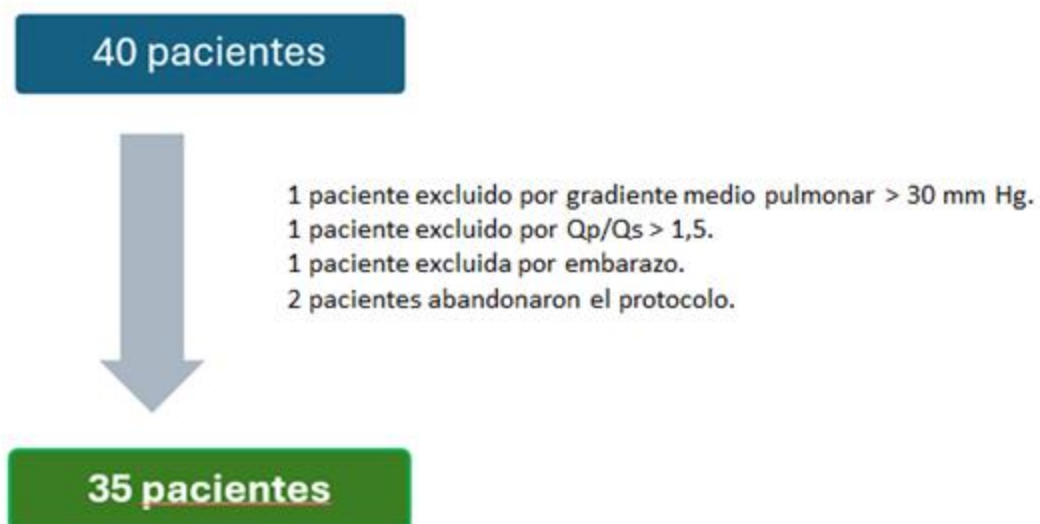 40 pacientes
1 paciente excluido por gradiente medio pulmonar > 30 mm Hg.
1 paciente excluido por Qp/Qs > 1,5.
1 paciente excluida por embarazo.
2 pacientes abandonaron el protocolo.
35 pacientes